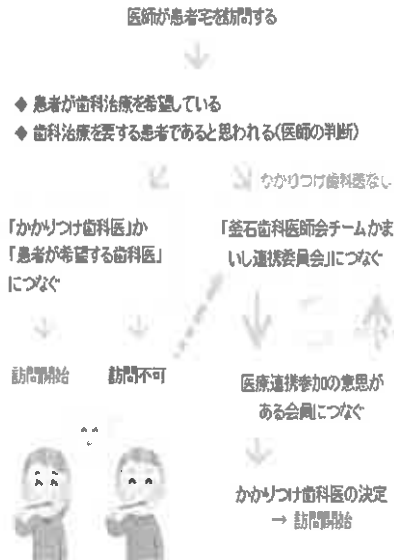 医師が患者宅を訪問する
◆ 患者が歯科治療を希望している
◆ 歯科治療を要する患者であると思われる(医師の判断)
かかりつけ歯科医なし
「かかりつけ歯科医」か
「患者が希望する歯科医」
につなぐ
「釜石歯科医師会チームかま
いし連携委員会」につなぐ
訪問開始
訪問不可
医療連携参加の意思が
ある会員につなぐ
かかりつけ歯科医の決定
→ 訪問開始